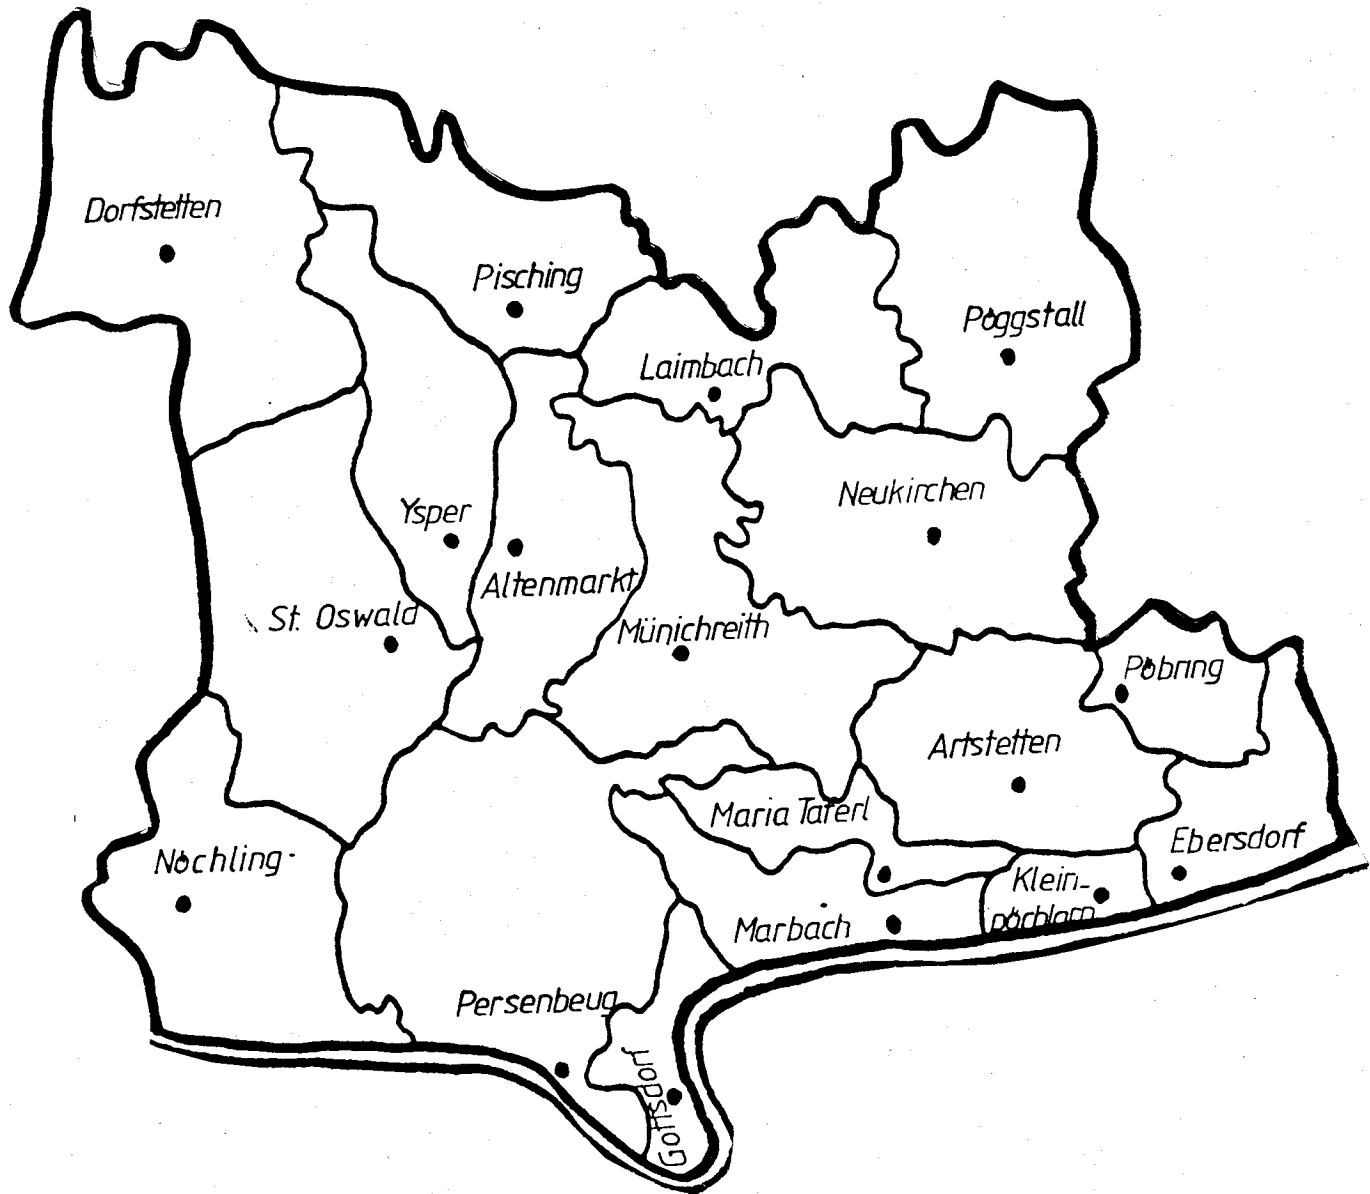 Dorfstetten
Pisching
Pöggstall
Laimbach
Neukirchen
Ysper
Altenmarkt
St. Oswald
Münichreith
Pöbring
Artstetten
Maria Taferl
Ebersdorf
Nöchling
Klein-
pöchlarn
Marbach
Persenbeug
Gottsdorf